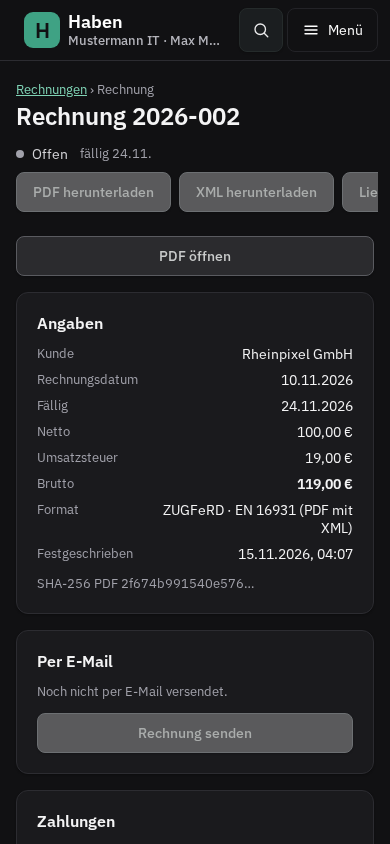 H
Haben
Mustermann IT · Max M...
Menü
Rechnungen › Rechnung
Rechnung 2026-002
Offen fällig 24.11.
PDF herunterladen
XML herunterladen
Lie
PDF öffnen
Angaben
Kunde Rheinpixel GmbH
Rechnungsdatum 10.11.2026
Fällig 24.11.2026
Netto 100,00 €
Umsatzsteuer 19,00 €
Brutto 119,00 €
Format ZUGFeRD · EN 16931 (PDF mit
XML)
Festgeschrieben 15.11.2026, 04:07
SHA-256 PDF 2f674b991540e576...
Per E-Mail
Noch nicht per E-Mail versendet.
Rechnung senden
Zahlungen